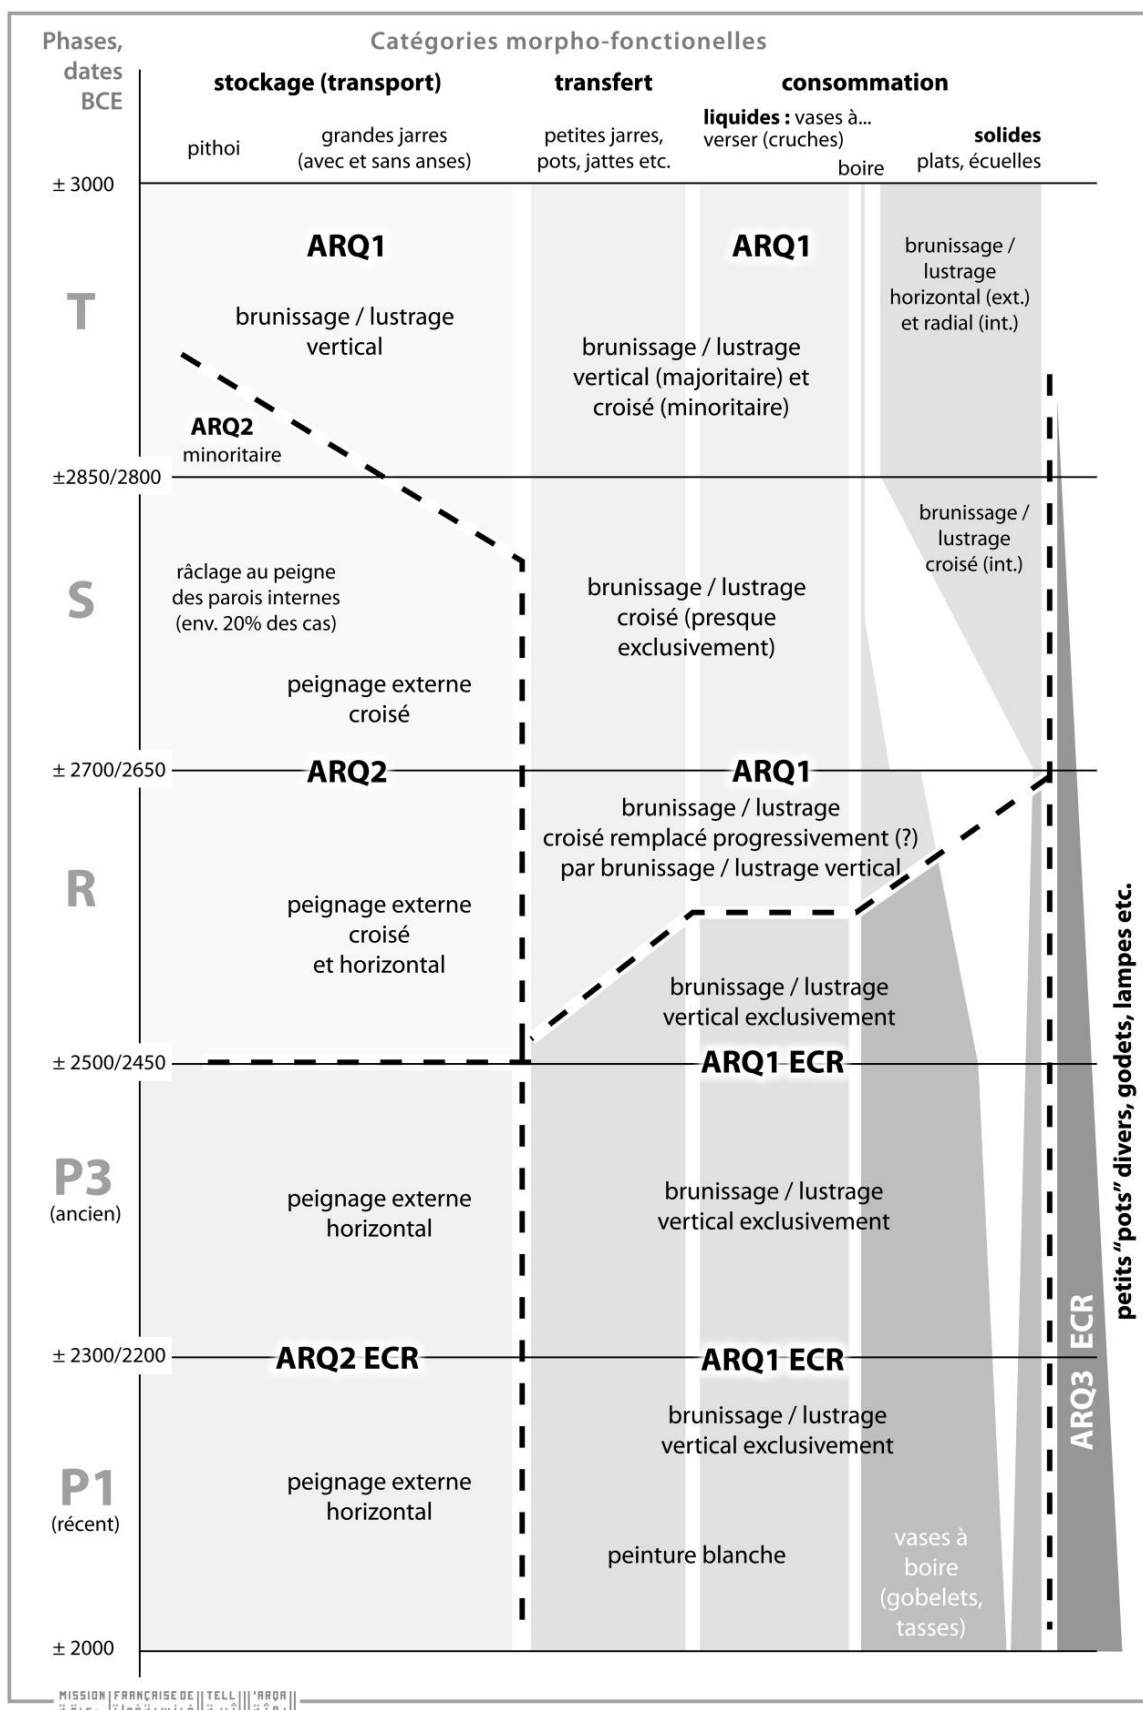 Phases,
dates
BCE
Catégories morpho-fonctionelles
stockage (transport)
transfert
consommation
pithoi
grandes jarres
(avec et sans anses)
petites jarres,
pots, jattes etc.
liquides : vases à...
verser (cruches)
boire
solides
plats, écuelles
± 3000
T
ARQ1
brunissage / lustrage
vertical
ARQ1
brunissage / lustrage
vertical (majoritaire) et
croisé (minoritaire)
brunissage /
lustrage
horizontal (ext.)
et radial (int.)
ARQ2
minoritaire
±2850/2800
S
râclage au peigne
des parois internes
(env. 20% des cas)
peignage externe
croisé
brunissage / lustrage
croisé (presque
exclusivement)
brunissage /
lustrage
croisé (int.)
± 2700/2650
ARQ2
ARQ1
R
brunissage / lustrage
croisé remplacé progressivement (?)
par brunissage / lustrage vertical
peignage externe
croisé
et horizontal
brunissage / lustrage
vertical exclusivement
± 2500/2450
ARQ1 ECR
P3
(ancien)
peignage externe
horizontal
brunissage / lustrage
vertical exclusivement
± 2300/2200
ARQ2 ECR
ARQ1 ECR
P1
(récent)
brunissage / lustrage
vertical exclusivement
peignage externe
horizontal
peinture blanche
vases à
boire
(gobelets,
tasses)
± 2000
ARQ3 ECR
petits "pots" divers, godets, lampes etc.
MISSION FRANÇAISE DE TELL 'ARQA